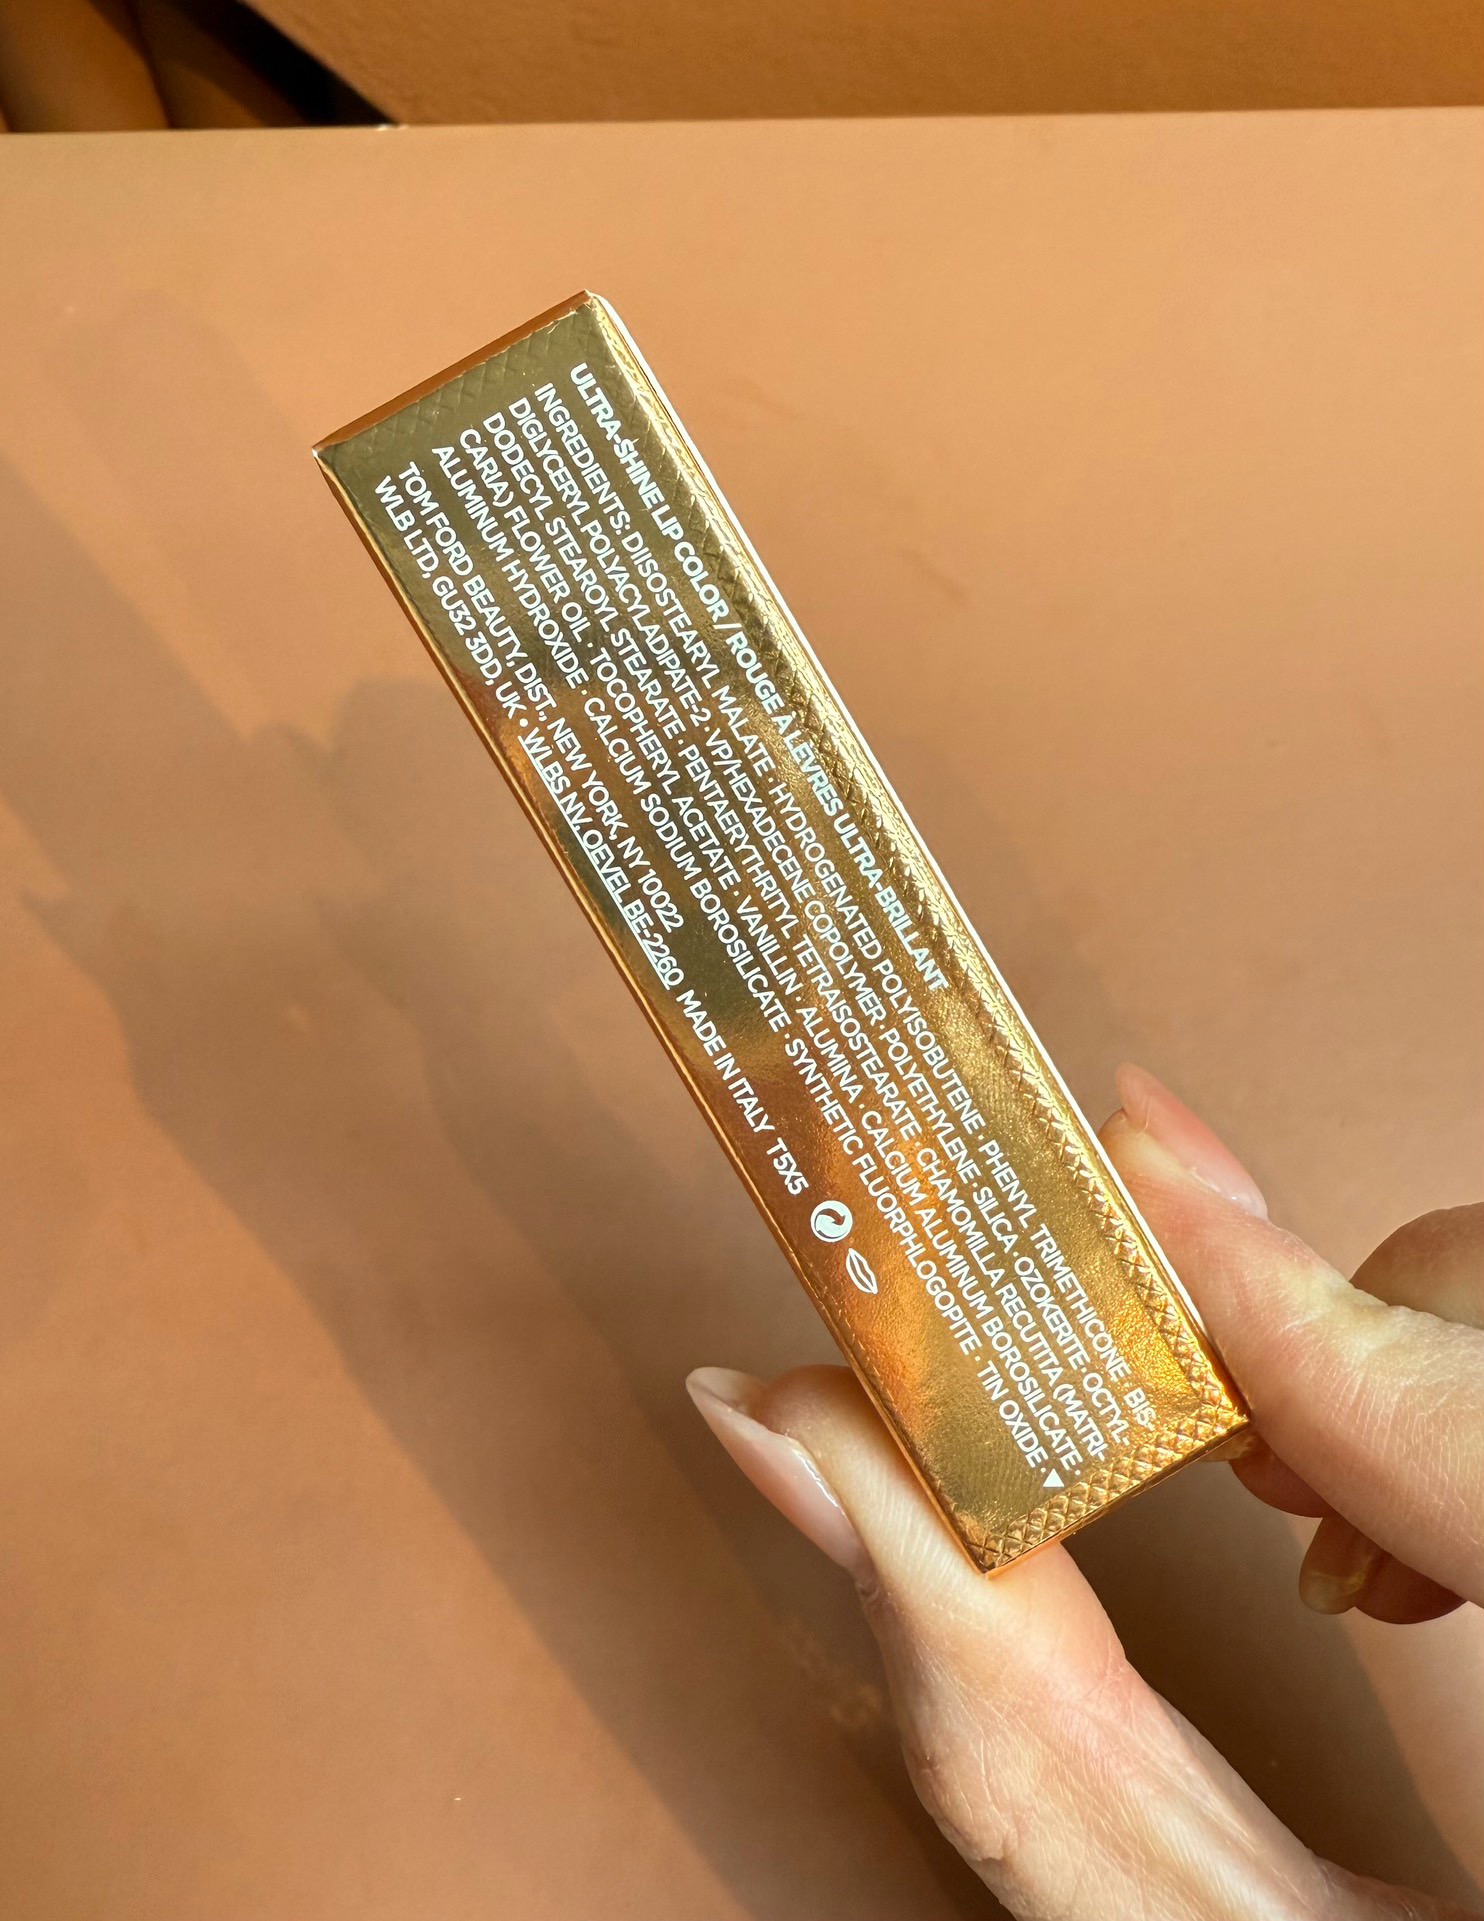 ULTRA-SHINE LIP COLOR / ROUGE À LÈVRES ULTRA-BRILLANT
INGREDIENTS: DIISOSTEARYL MALATE · HYDROGENATED POLYISOBUTENE · PHENYL TRIMETHICONE · BIS-
DIGLYCERYL POLYACYLADIPATE-2 · VP/HEXADECENE COPOLYMER · POLYETHYLENE · SILICA · OZOKERITE · OCTYL-
DODECYL STEAROYL STEARATE · PENTAERYTHRITYL TETRAISOSTEARATE · CHAMOMILLA RECUTITA (MATRI-
CARIA) FLOWER OIL · TOCOPHERYL ACETATE · VANILLIN · ALUMINA · CALCIUM ALUMINUM BOROSILICATE ·
ALUMINUM HYDROXIDE · CALCIUM SODIUM BOROSILICATE · SYNTHETIC FLUORPHLOGOPITE · TIN OXIDE ·
TOM FORD BEAUTY, DIST., NEW YORK, NY 10022
WLB LTD, GU32 3DD, UK • WLBS NV, OEVEL BE-2260 MADE IN ITALY T5X5